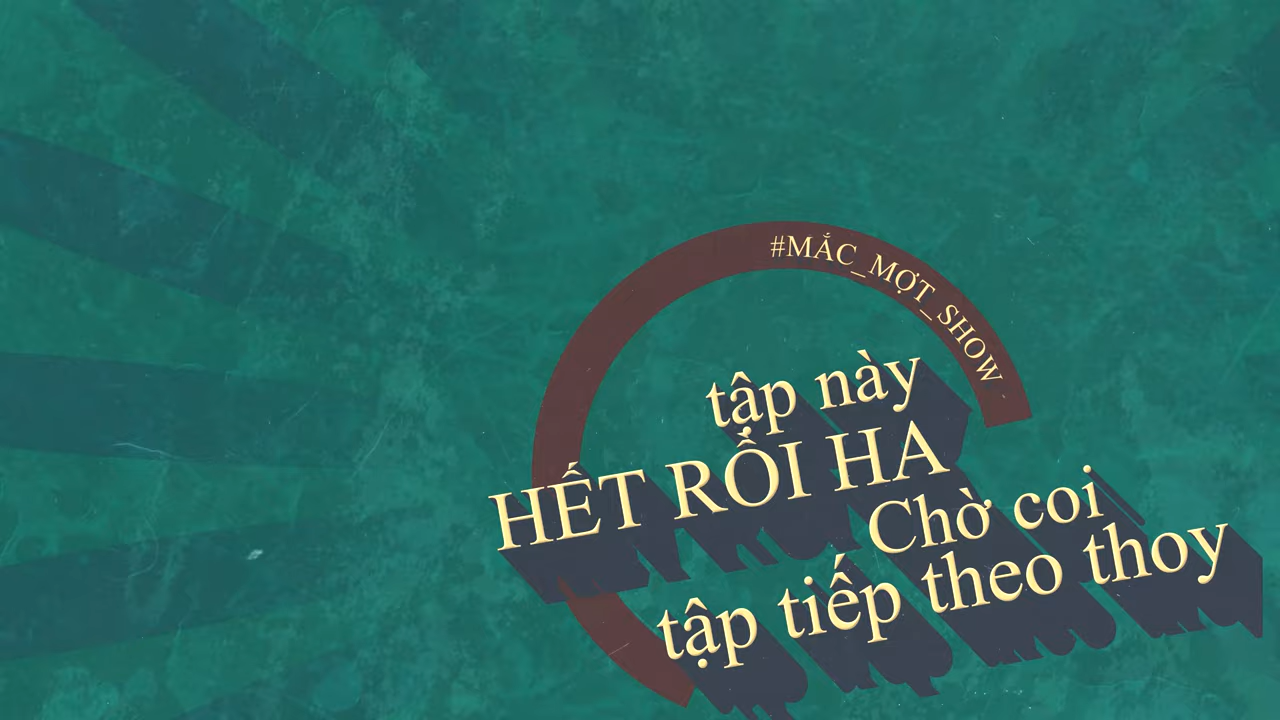 #MẮC_MỢT_SHOW
tập này
HẾT RỒI HA
Chờ coi
tập tiếp theo thoy